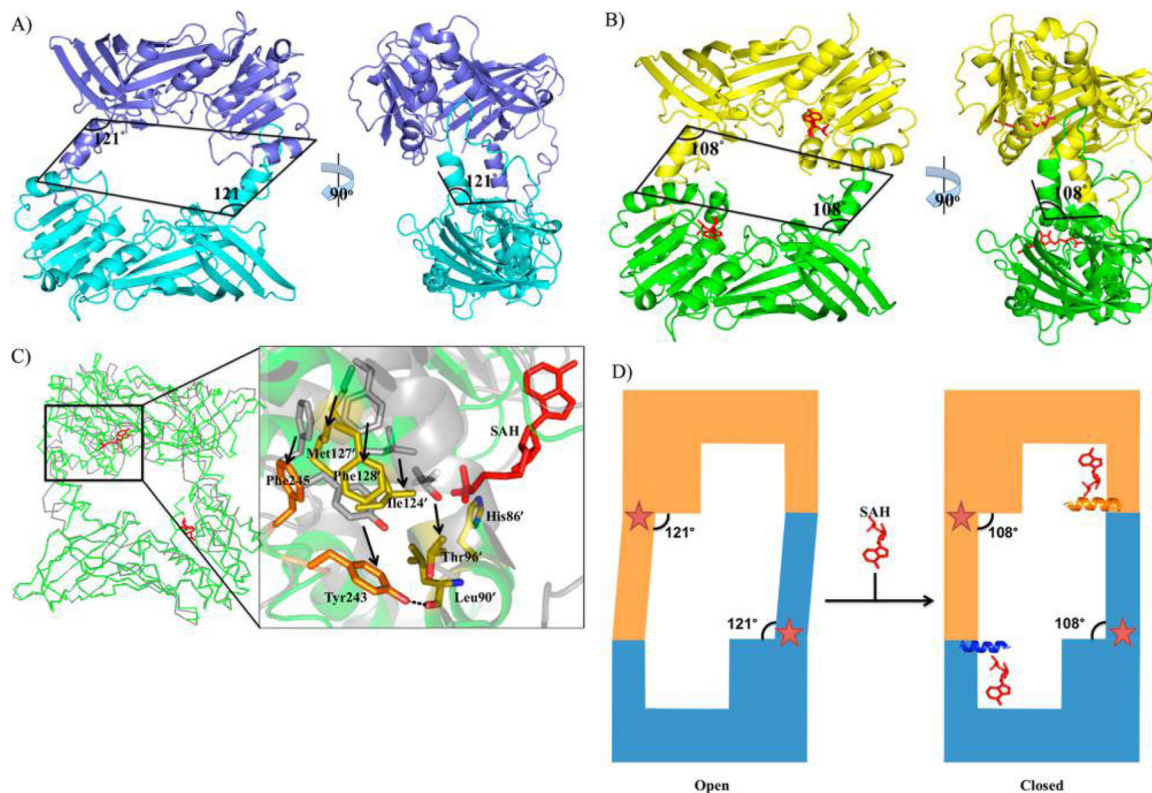 A)
121°
121°
121°
90°
B)
108°
108°
108°
90°
C)
SAH
Met127′
Phe245
Phe128′
Ile124′
His86′
Thr96′
Tyr243
Leu90′
D)
121°
121°
SAH
108°
108°
Open
Closed